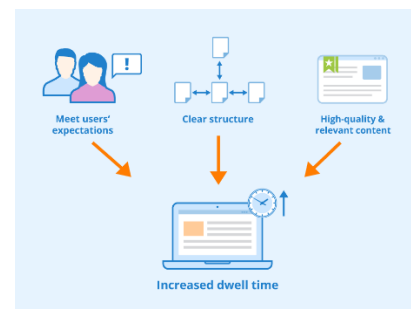 !
Meet users'
expectations
Clear structure
High-quality &
relevant content
Increased dwell time